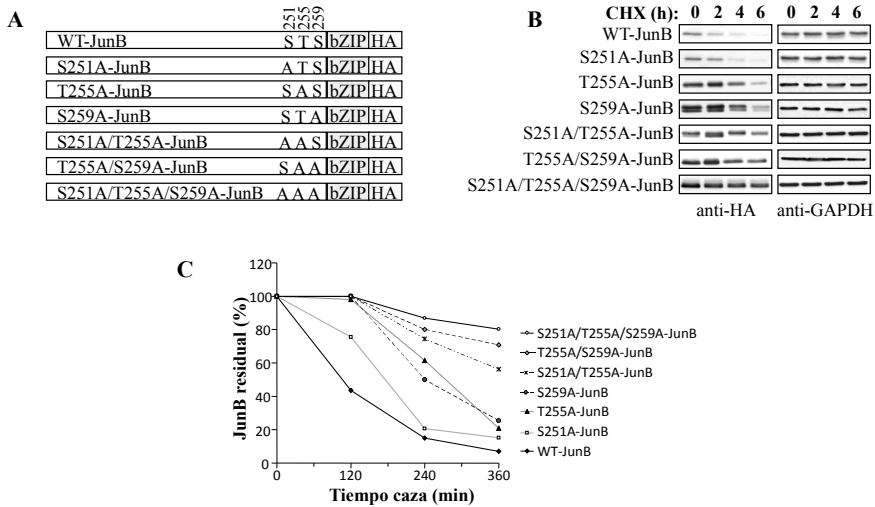 A
251 255 259
WT-JunB S T S bZIP HA
S251A-JunB A T S bZIP HA
T255A-JunB S A S bZIP HA
S259A-JunB S T A bZIP HA
S251A/T255A-JunB A A S bZIP HA
T255A/S259A-JunB S A A bZIP HA
S251A/T255A/S259A-JunB A A A bZIP HA
B
CHX (h): 0 2 4 6 0 2 4 6
WT-JunB
S251A-JunB
T255A-JunB
S259A-JunB
S251A/T255A-JunB
T255A/S259A-JunB
S251A/T255A/S259A-JunB
anti-HA anti-GAPDH
C
JunB residual (%)
120
100
80
60
40
20
0
0 120 240 360
Tiempo caza (min)
S251A/T255A/S259A-JunB
T255A/S259A-JunB
S251A/T255A-JunB
S259A-JunB
T255A-JunB
S251A-JunB
WT-JunB